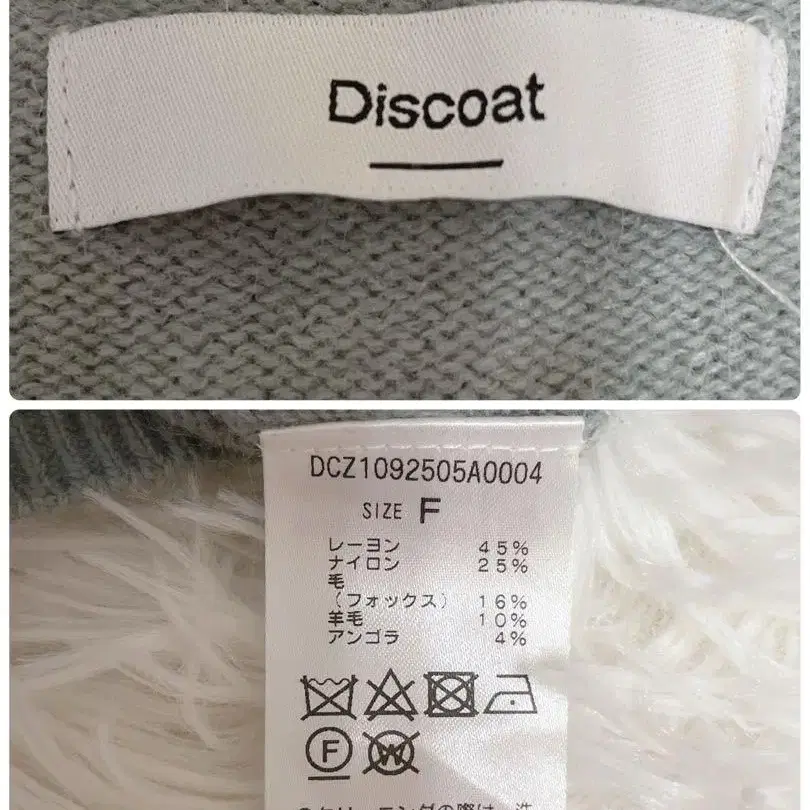 Discoat
DCZ1092505A0004
SIZE F
レーヨン 45%
ナイロン 25%
毛
(フォックス) 16%
羊毛 10%
アンゴラ 4%
F
W